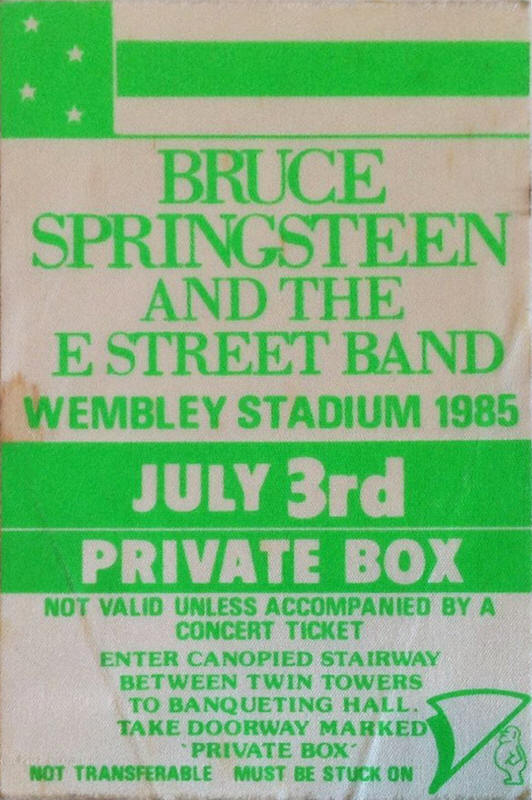 BRUCE
SPRINGSTEEN
AND THE
E STREET BAND
WEMBLEY STADIUM 1985
JULY 3rd
PRIVATE BOX
NOT VALID UNLESS ACCOMPANIED BY A
CONCERT TICKET
ENTER CANOPIED STAIRWAY
BETWEEN TWIN TOWERS
TO BANQUETING HALL.
TAKE DOORWAY MARKED
'PRIVATE BOX'
NOT TRANSFERABLE MUST BE STUCK ON